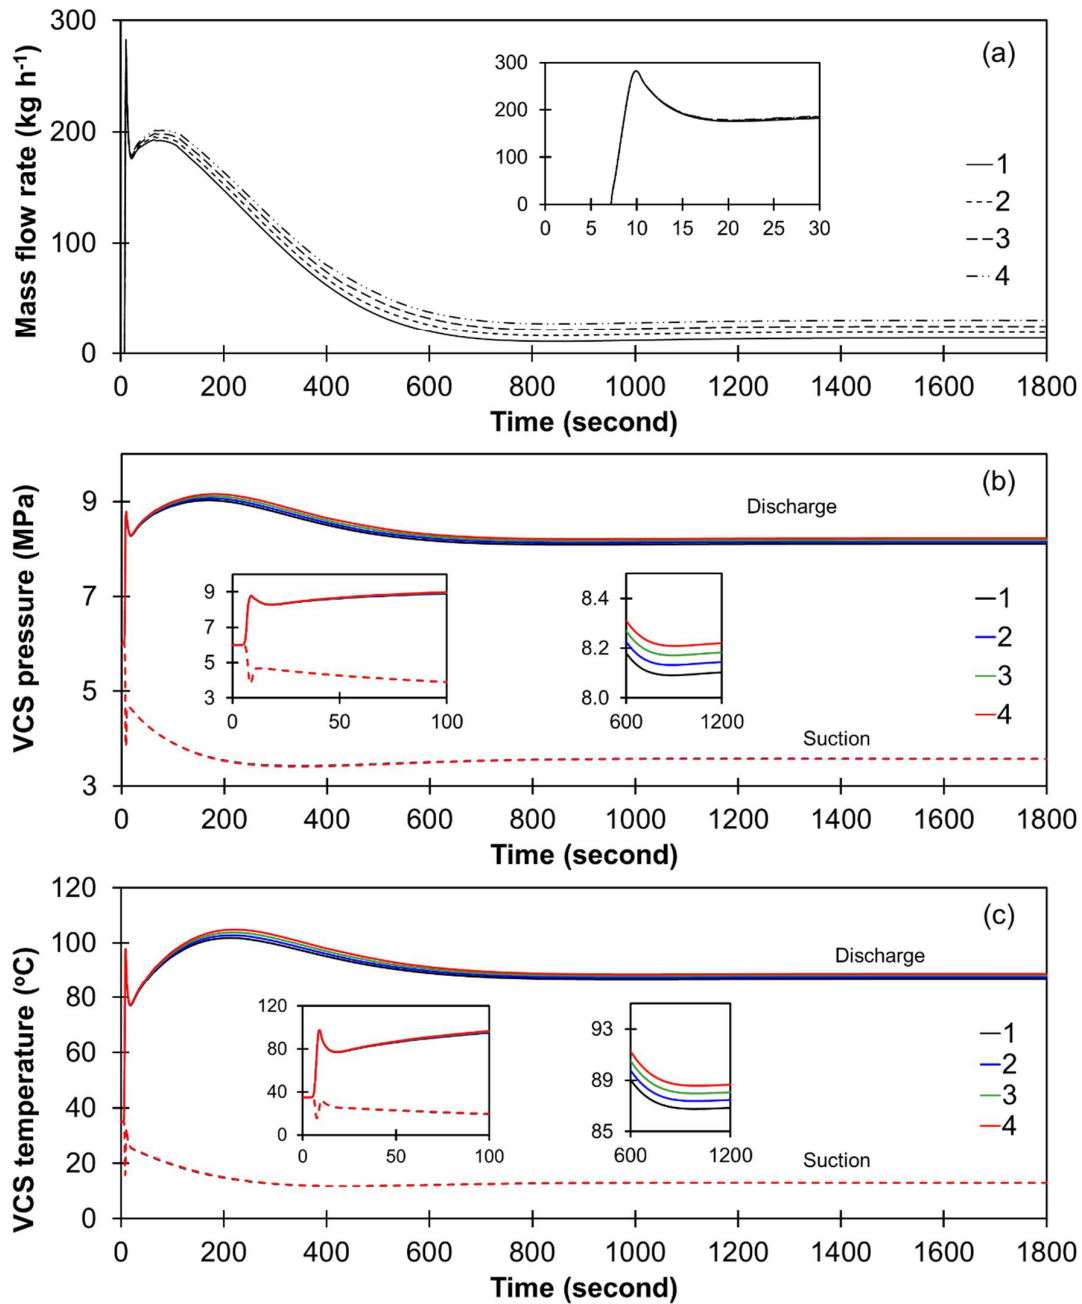 300
200
100
0
Mass flow rate (kg h⁻¹)
(a)
300
200
100
0
0 5 10 15 20 25 30
1
2
3
4
0 200 400 600 800 1000 1200 1400 1600 1800
Time (second)
9
7
5
3
VCS pressure (MPa)
(b)
Discharge
9
7
5
3
0 50 100
8.4
8.2
8.0
600 1200
1
2
3
4
Suction
0 200 400 600 800 1000 1200 1400 1600 1800
Time (second)
120
100
80
60
40
20
0
VCS temperature (ºC)
(c)
Discharge
120
80
40
0
0 50 100
93
89
85
600 1200
1
2
3
4
Suction
0 200 400 600 800 1000 1200 1400 1600 1800
Time (second)